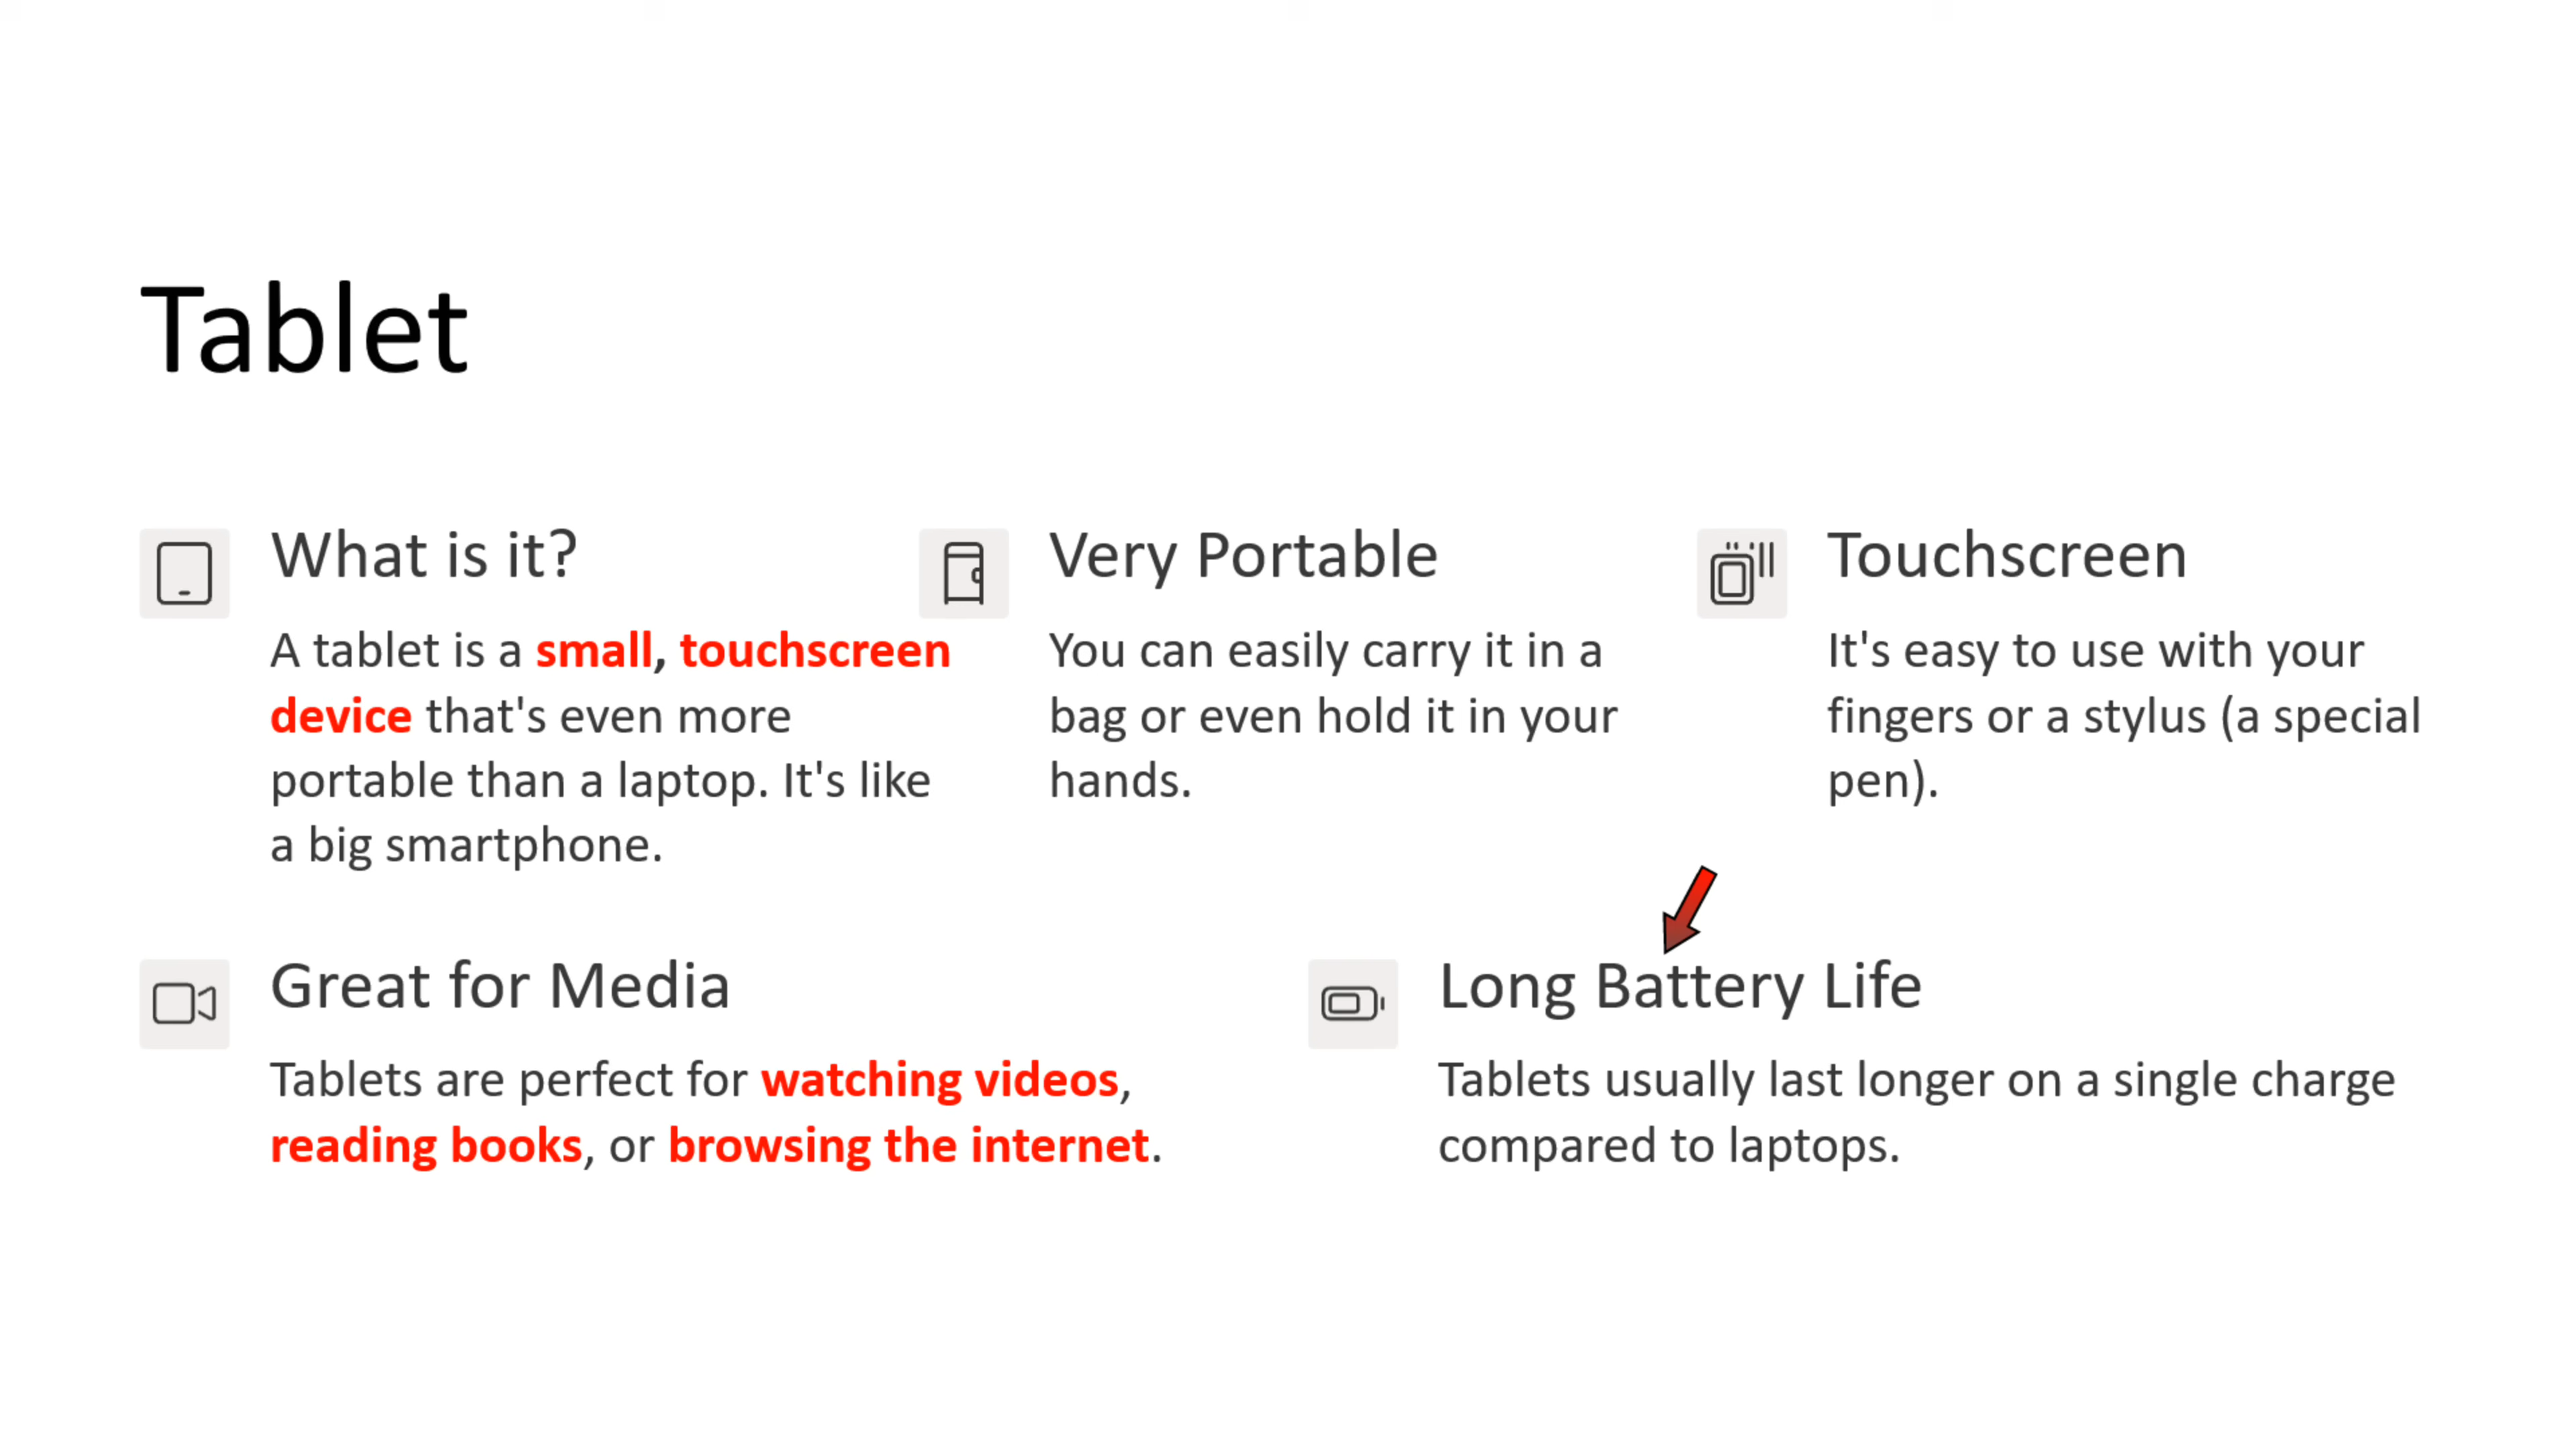 Tablet
What is it?
A tablet is a small, touchscreen
device that's even more
portable than a laptop. It's like
a big smartphone.
Very Portable
You can easily carry it in a
bag or even hold it in your
hands.
Touchscreen
It's easy to use with your
fingers or a stylus (a special
pen).
Great for Media
Tablets are perfect for watching videos,
reading books, or browsing the internet.
Long Battery Life
Tablets usually last longer on a single charge
compared to laptops.